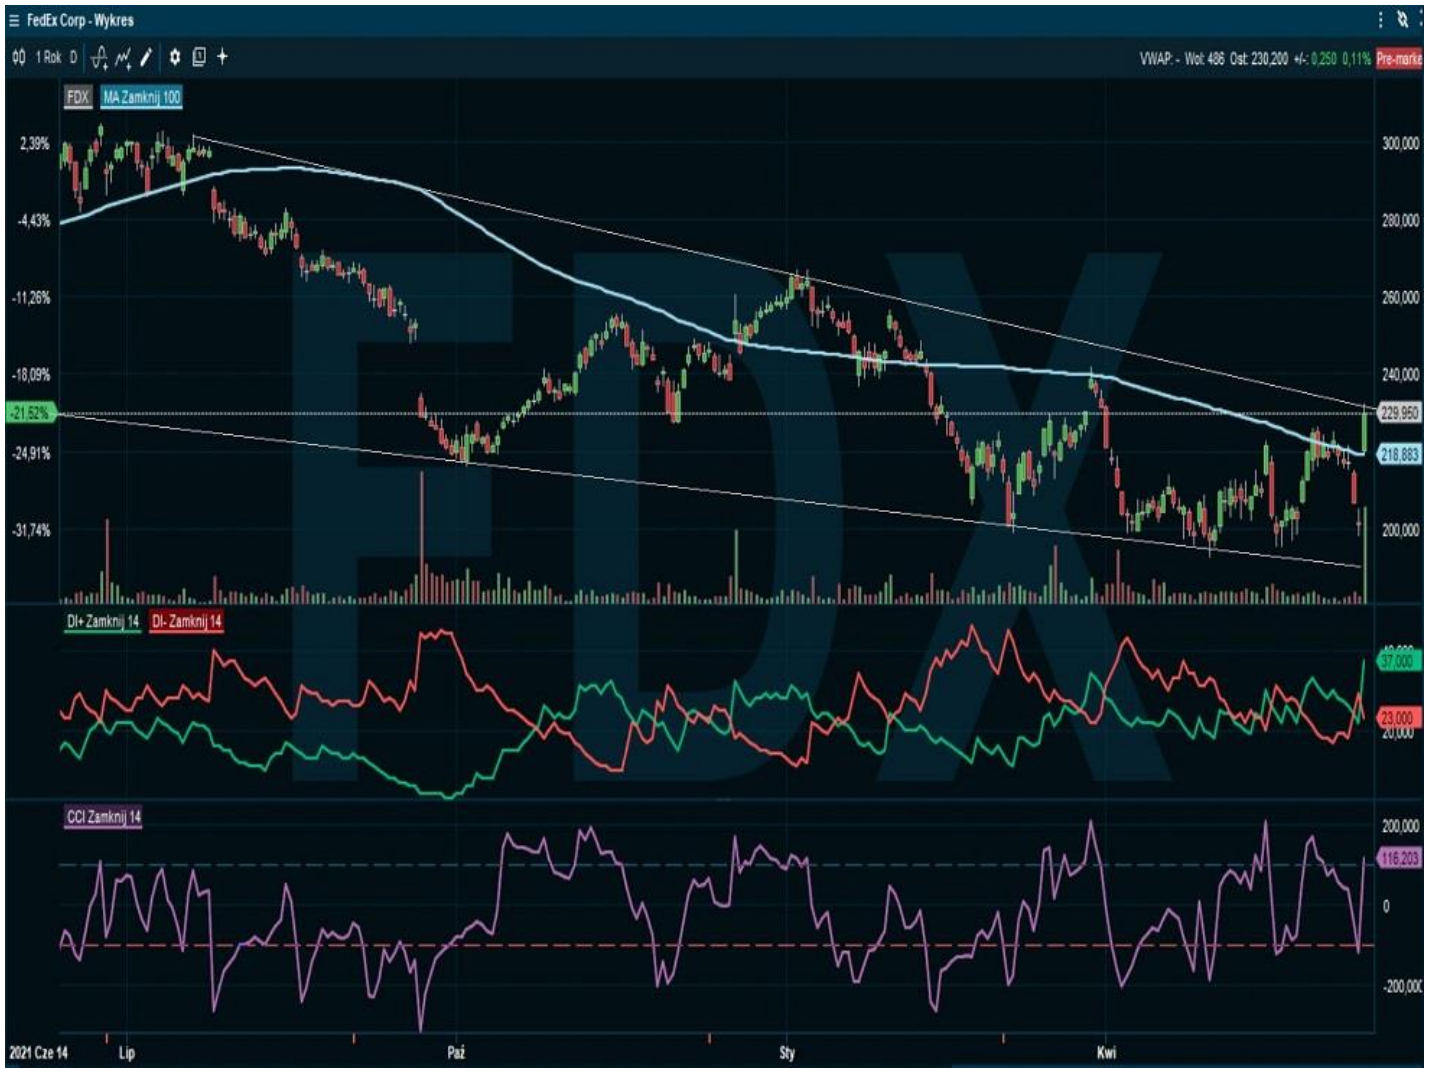 FedEx Corp - Wykres
1 Rok D VWAP: - Wol: 486 Ost: 230,200 +/-: 0,250 0,11% Pre-marke
FDX MA Zamknij 100
2,39% 300,000
-4,43% 280,000
-11,26% 260,000
-18,09% 240,000
-21,52% 229,950
-24,91% 218,883
-31,74% 200,000
FDX
DI+ Zamknij 14 DI- Zamknij 14
37,000
23,000
20,000
CCI Zamknij 14
200,000
116,203
0
-200,000
2021 Cze 14 Lip Paź Sty Kwi